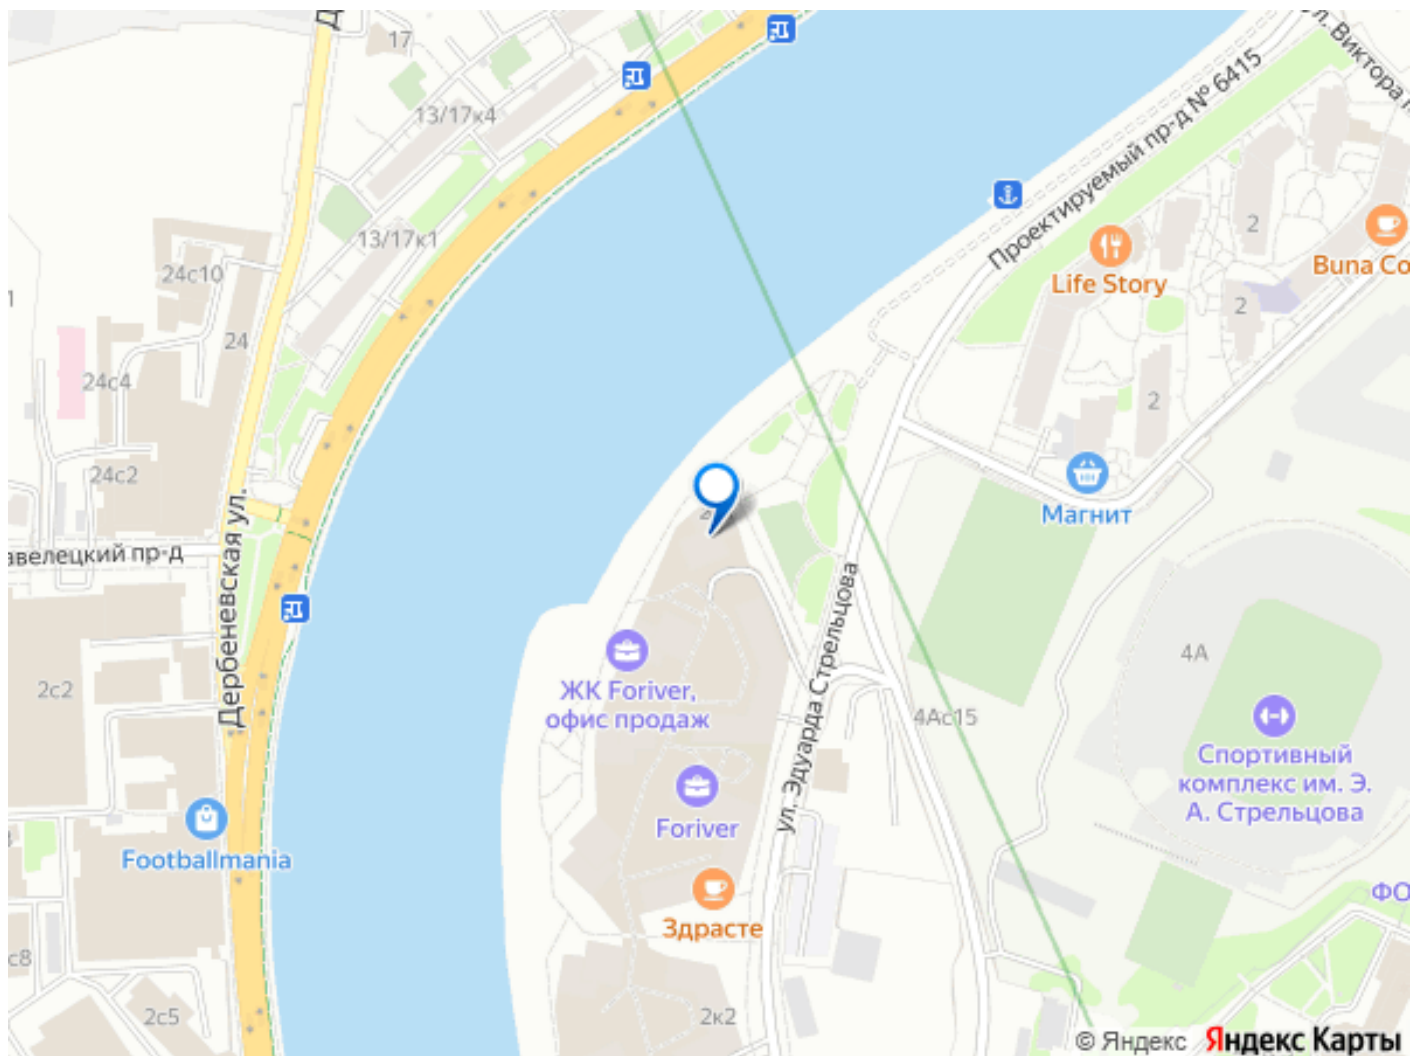 17
13/17к4
13/17к1
ул. Виктора
Проектируемый пр-д № 6415
2
Buna Co
Life Story
2
2
24с10
24
24с4
24с2
Магнит
авелецкий пр-д
Дербеневская ул.
ул. Эдуарда Стрельцова
4А
2с2
ЖК Foriver,
офис продаж
4Ас15
Спортивный
комплекс им. Э.
А. Стрельцова
Foriver
Footballmania
Здрасте
ФО
с8
2с5
2к2
© Яндекс Яндекс Карты